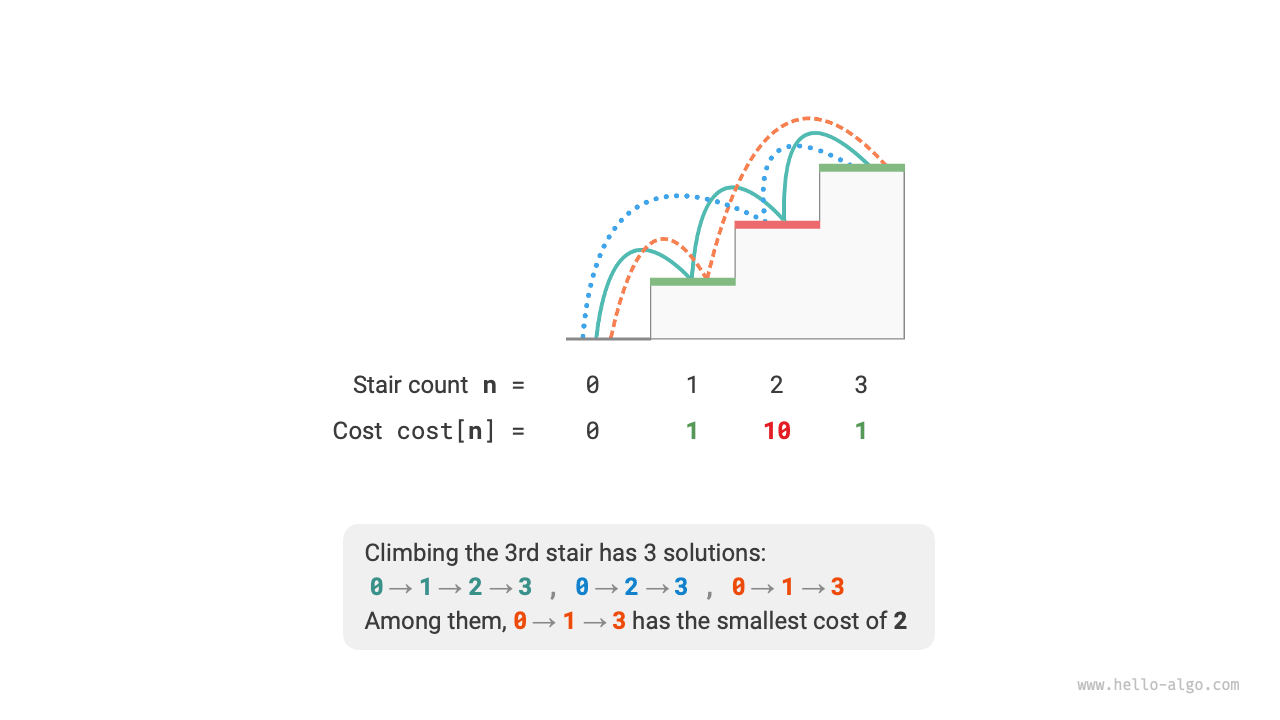 Stair count n = 0 1 2 3
Cost cost[n] = 0 1 10 1
Climbing the 3rd stair has 3 solutions:
0→1→2→3 , 0→2→3 , 0→1→3
Among them, 0→1→3 has the smallest cost of 2
www.hello-algo.com